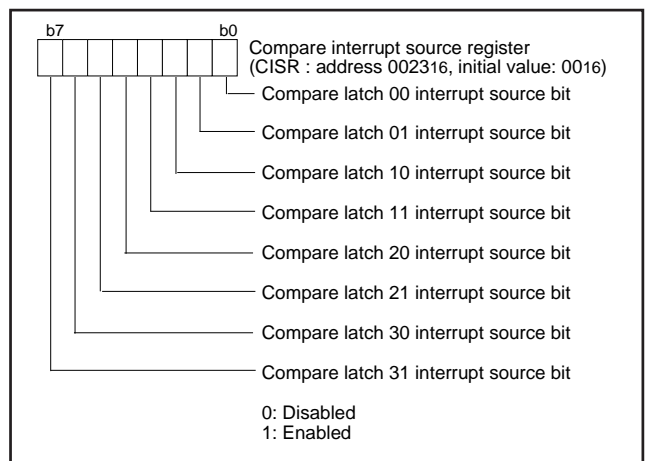 b7 b0
Compare interrupt source register
(CISR : address 002316, initial value: 0016)
Compare latch 00 interrupt source bit
Compare latch 01 interrupt source bit
Compare latch 10 interrupt source bit
Compare latch 11 interrupt source bit
Compare latch 20 interrupt source bit
Compare latch 21 interrupt source bit
Compare latch 30 interrupt source bit
Compare latch 31 interrupt source bit
0: Disabled
1: Enabled